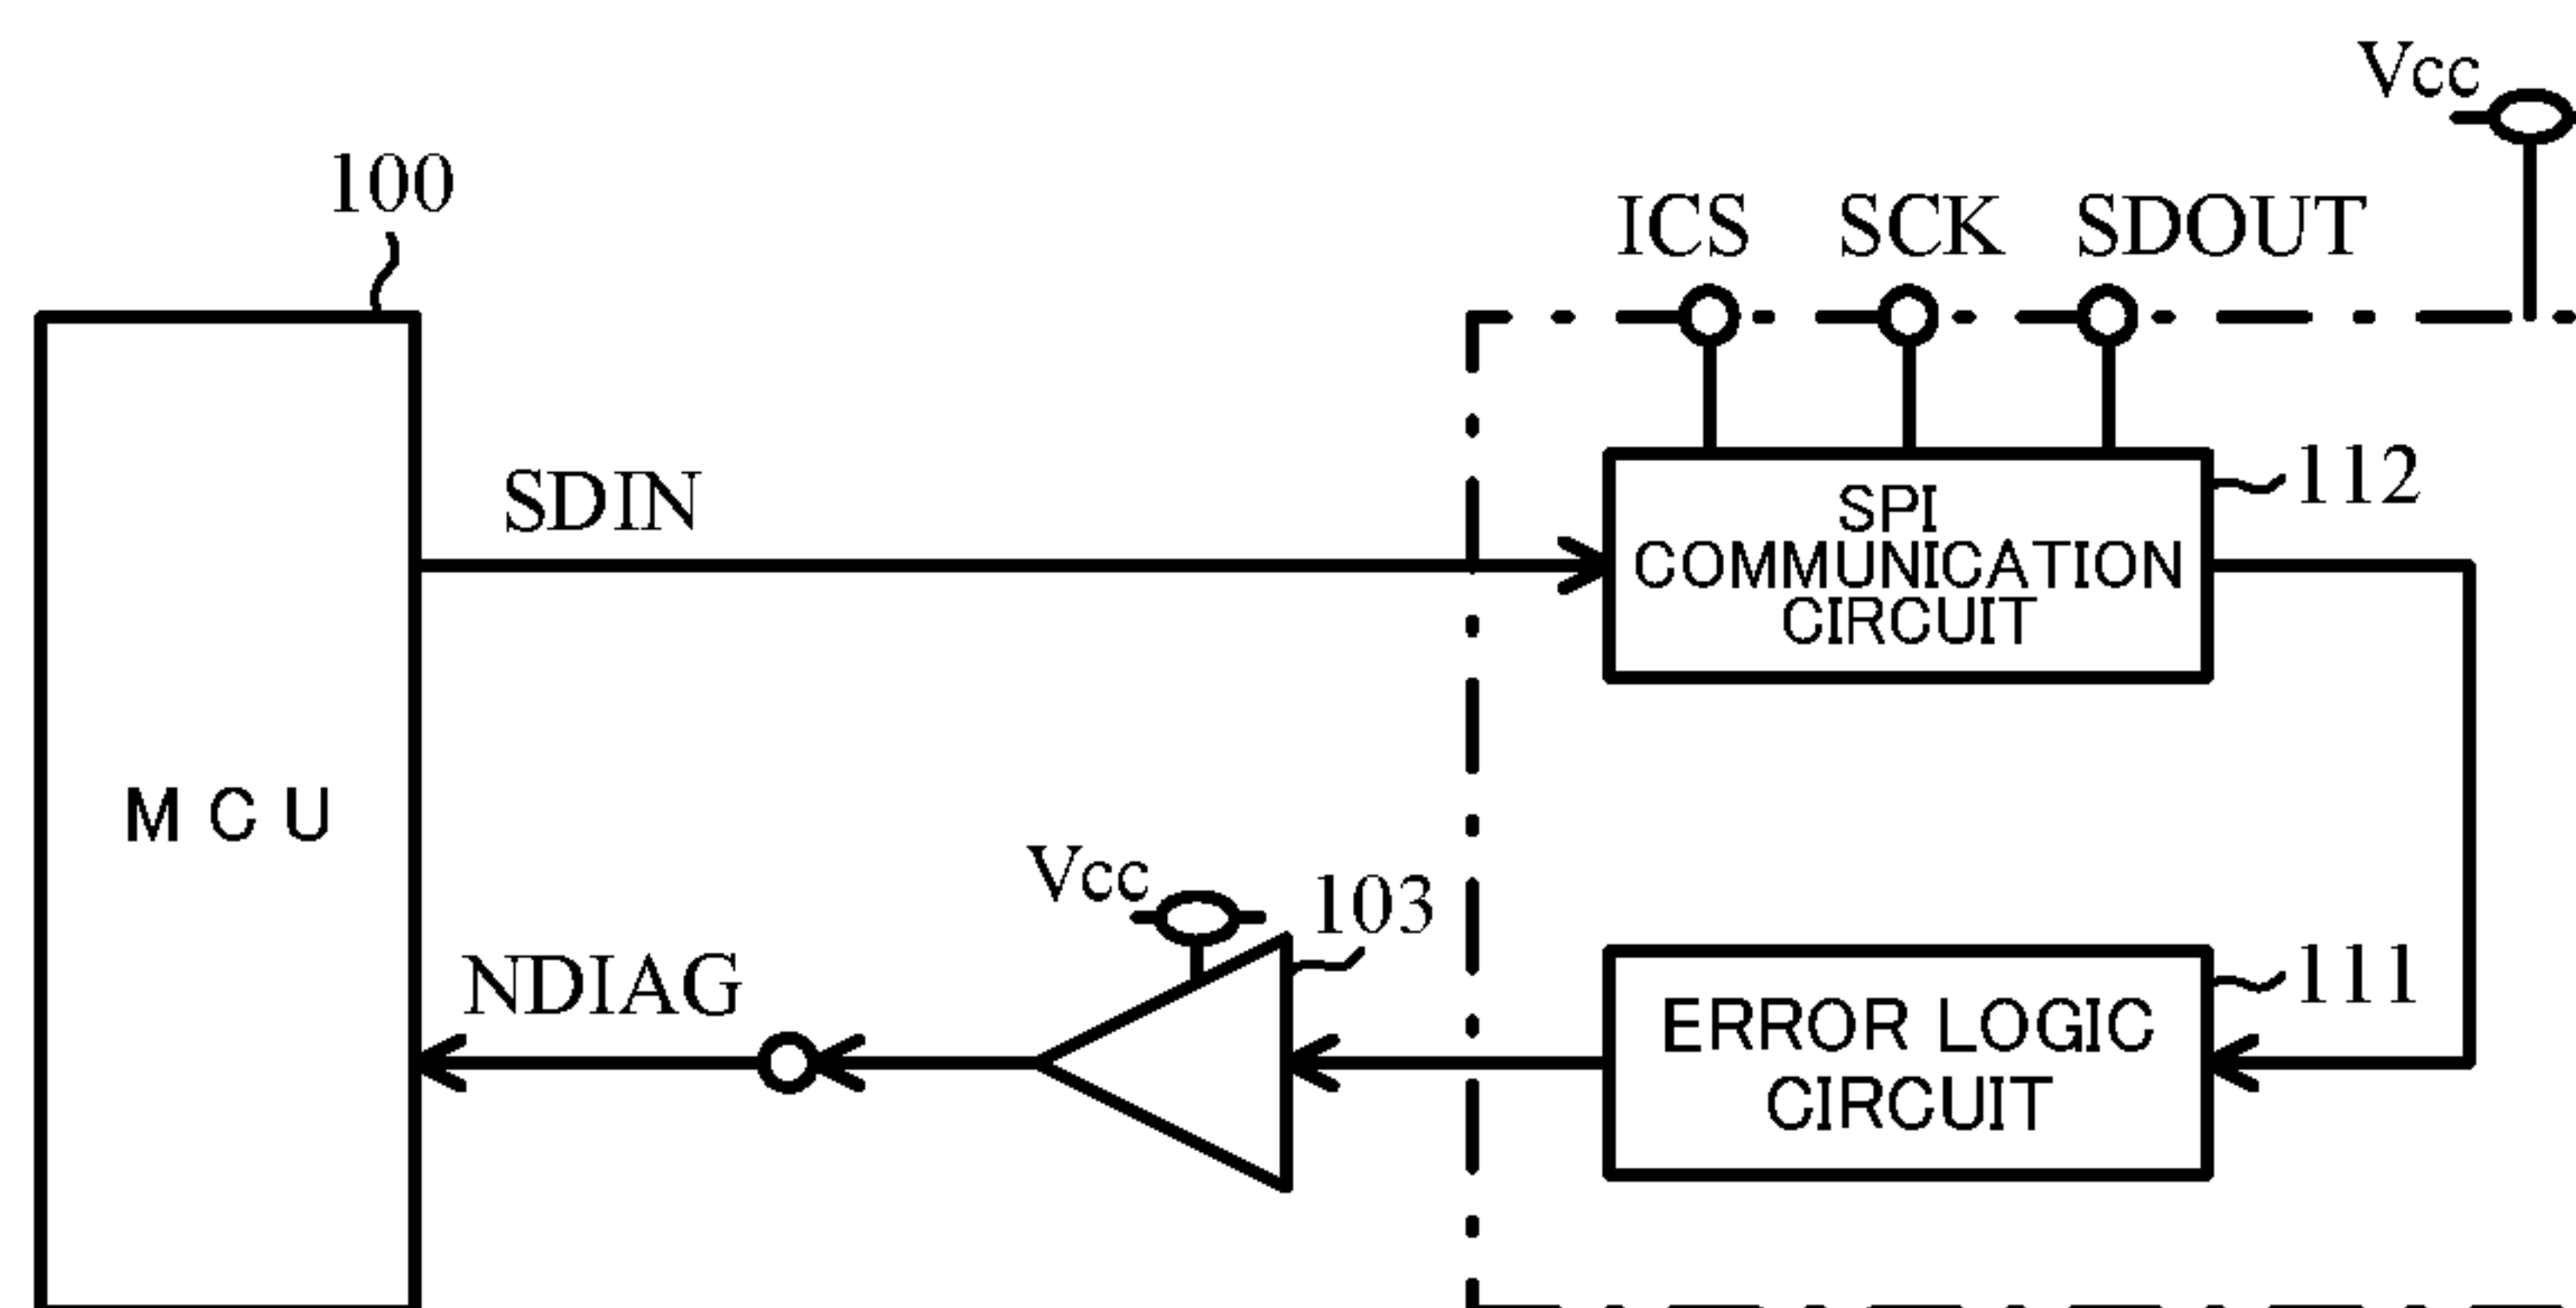 Vcc
100
ICS SCK SDOUT
SDIN
SPI
COMMUNICATION
CIRCUIT
112
MCU
Vcc
103
NDIAG
ERROR LOGIC
CIRCUIT
111